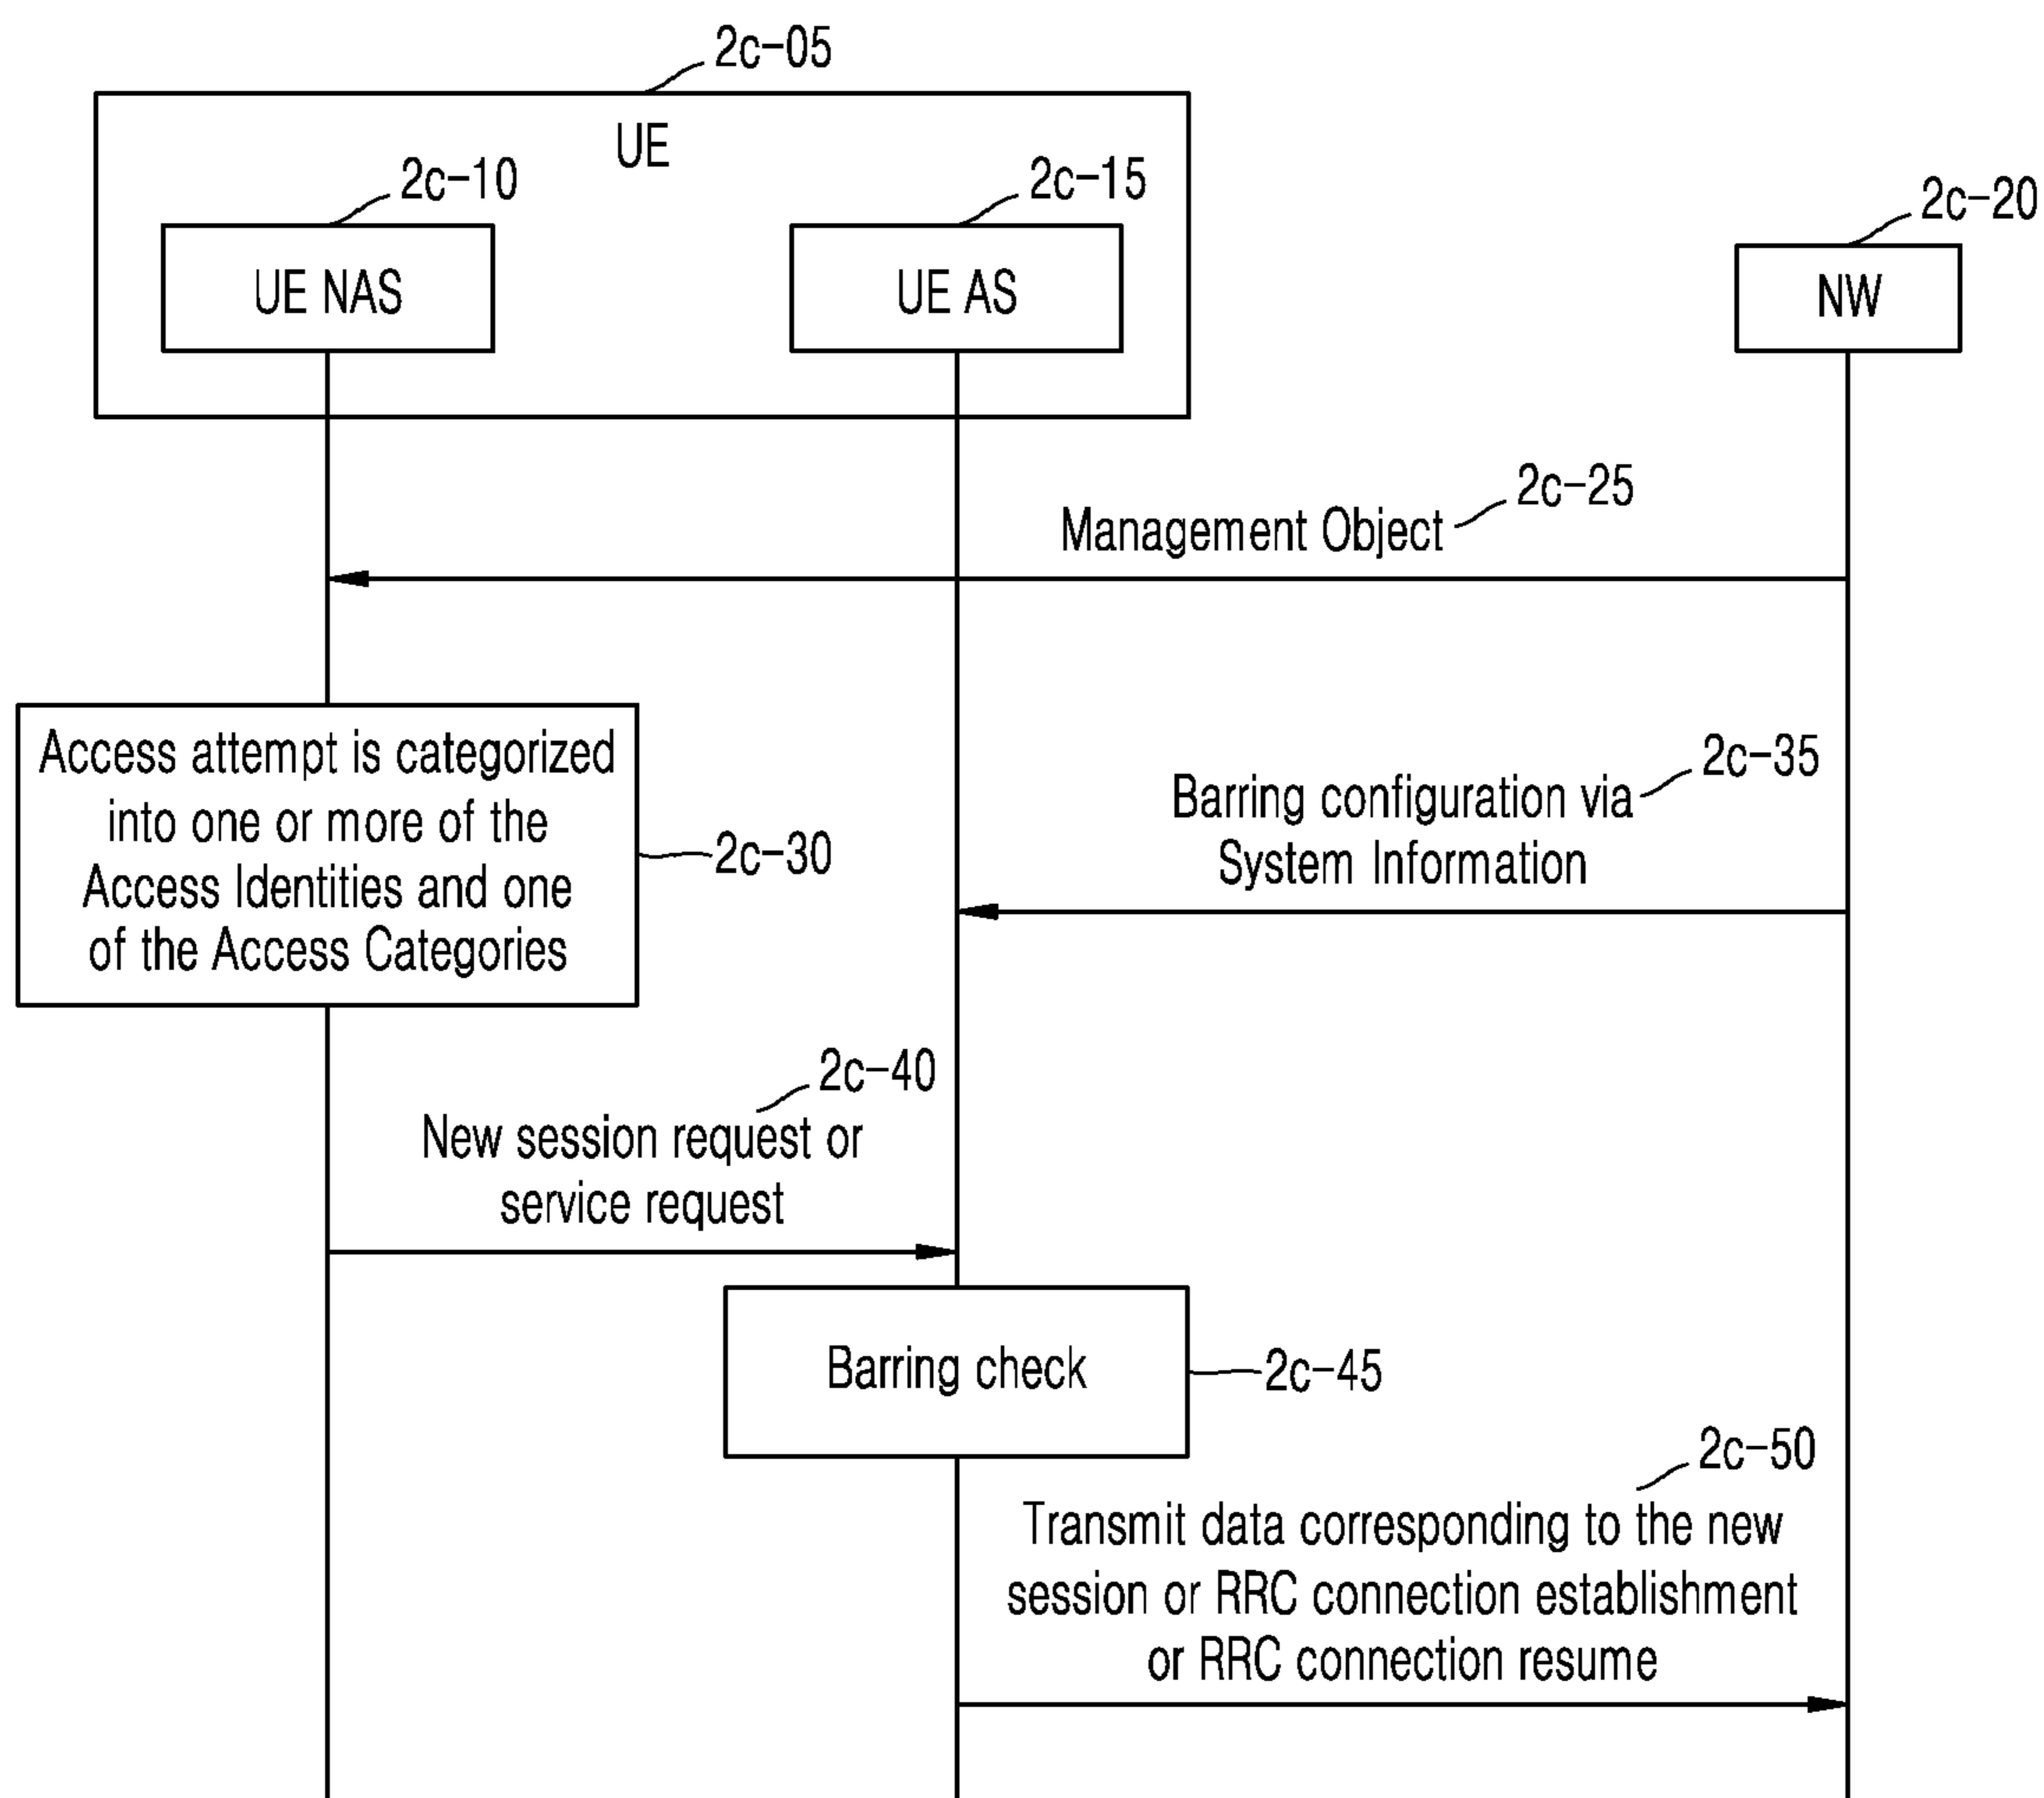 2c-05
UE
2c-10
2c-15
2c-20
UE NAS
UE AS
NW
2c-25
Management Object
Access attempt is categorized
into one or more of the
Access Identities and one
of the Access Categories
2c-30
2c-35
Barring configuration via
System Information
2c-40
New session request or
service request
Barring check
2c-45
2c-50
Transmit data corresponding to the new
session or RRC connection establishment
or RRC connection resume